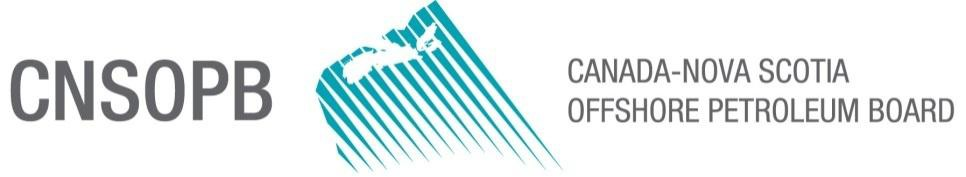 CNSOPB
CANADA-NOVA SCOTIA
OFFSHORE PETROLEUM BOARD